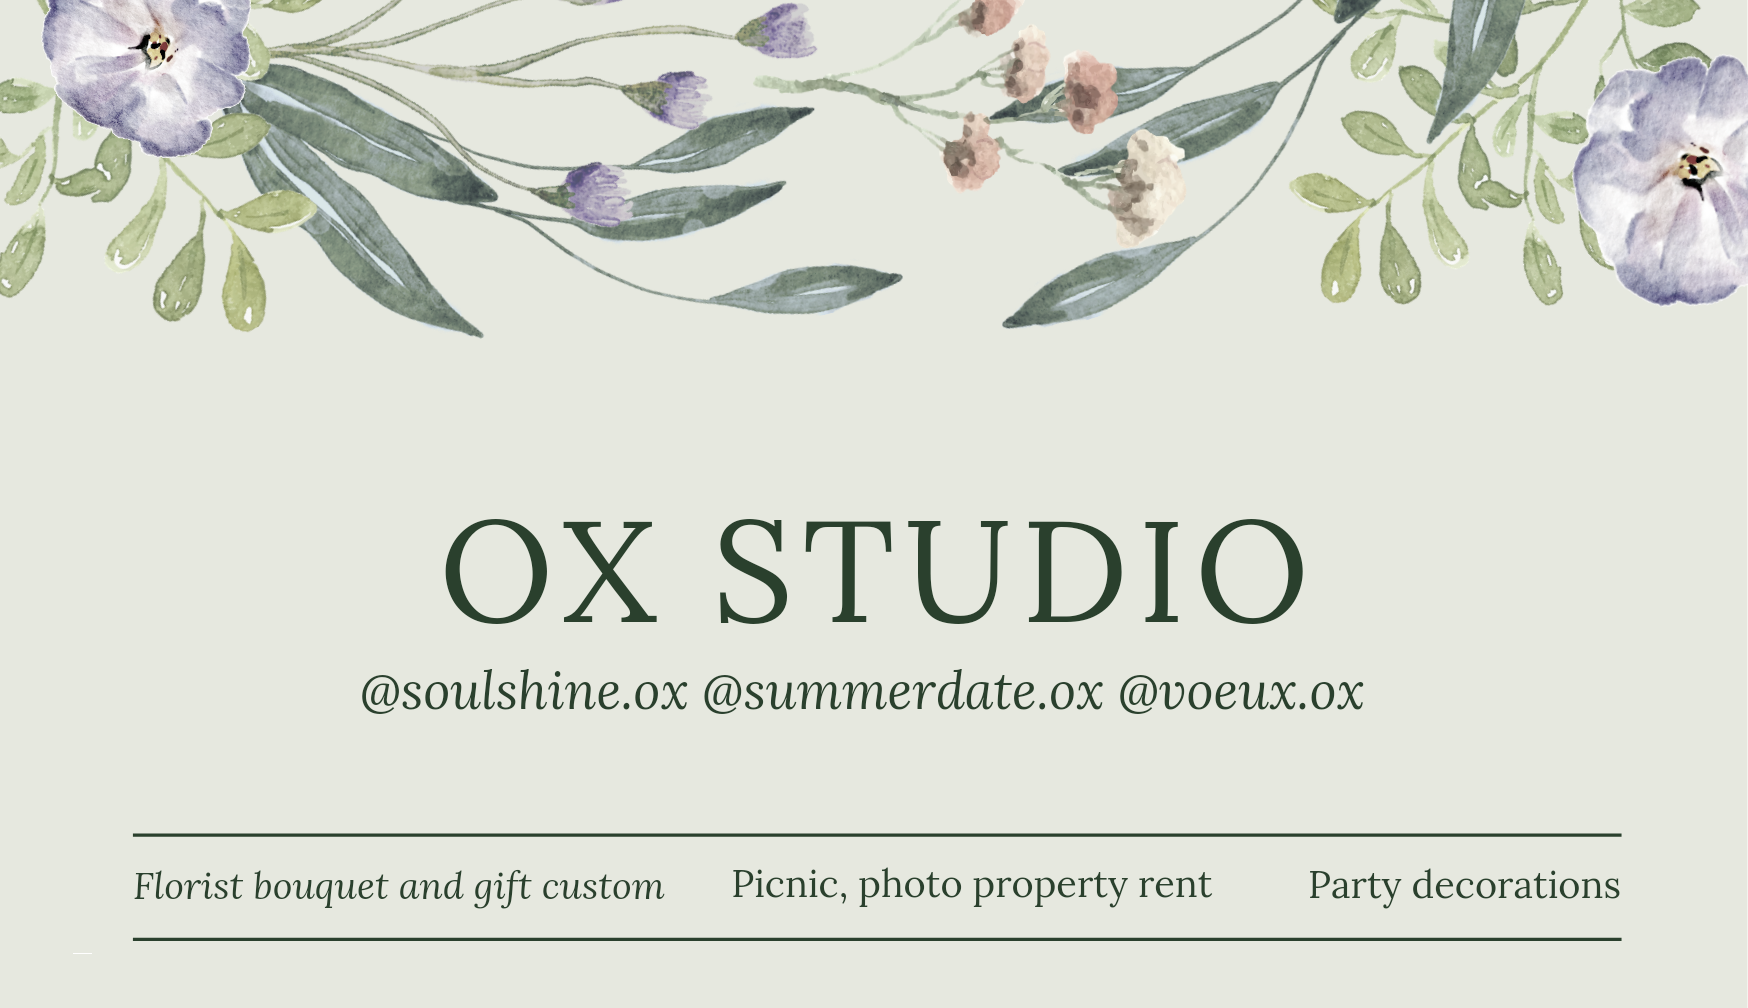 OX STUDIO
@soulshine.ox @summerdate.ox @voeux.ox
Florist bouquet and gift custom Picnic, photo property rent Party decorations